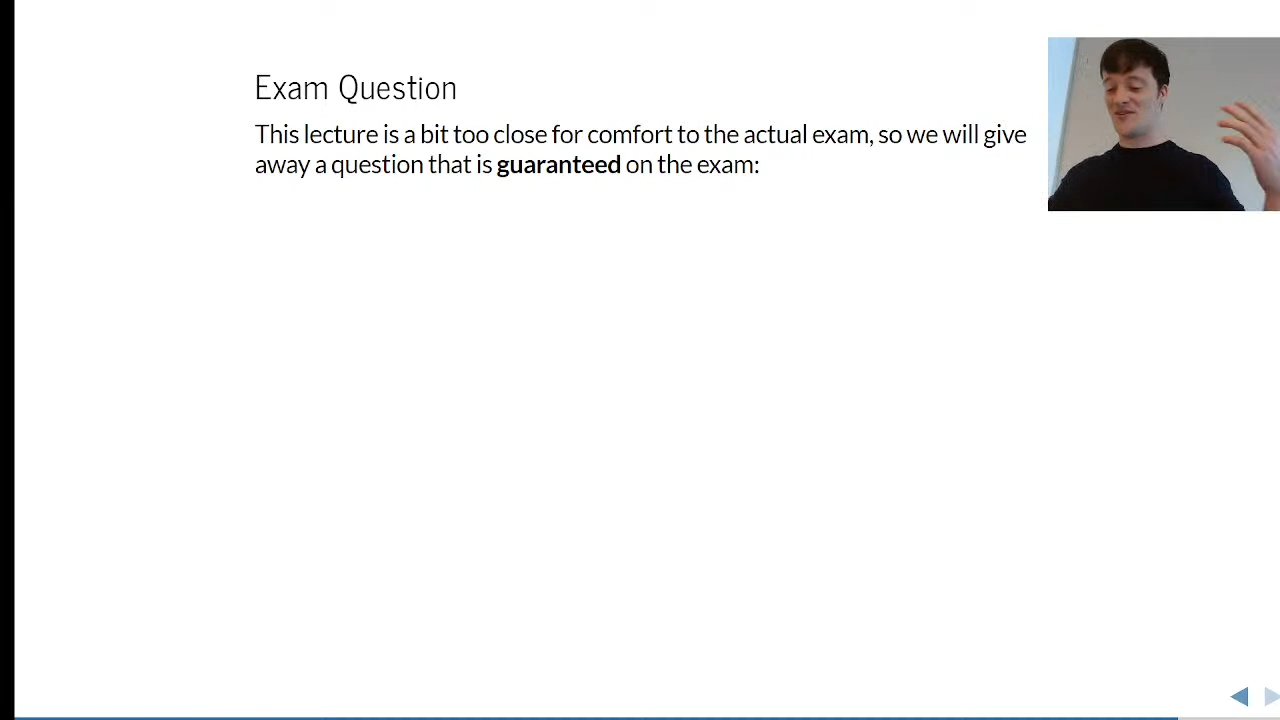 Exam Question
This lecture is a bit too close for comfort to the actual exam, so we will give
away a question that is guaranteed on the exam: